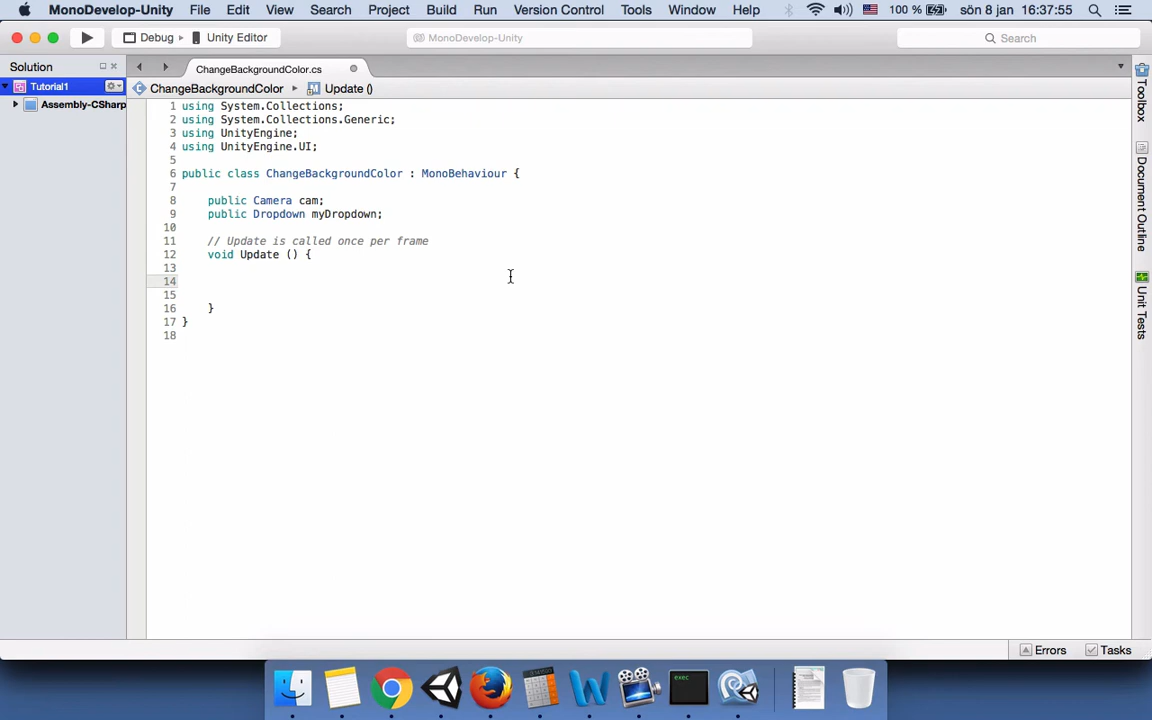 MonoDevelop-Unity File Edit View Search Project Build Run Version Control Tools Window Help 100 % sön 8 jan 16:37:55
Debug Unity Editor MonoDevelop-Unity Search
Solution ChangeBackgroundColor.cs
Tutorial1 ChangeBackgroundColor Update ()
Assembly-CSharp
1 using System.Collections;
2 using System.Collections.Generic;
3 using UnityEngine;
4 using UnityEngine.UI;
5
6 public class ChangeBackgroundColor : MonoBehaviour {
7
8 public Camera cam;
9 public Dropdown myDropdown;
10
11 // Update is called once per frame
12 void Update () {
13
14
15
16 }
17 }
18
Toolbox
Document Outline
Unit Tests
Errors Tasks
exec